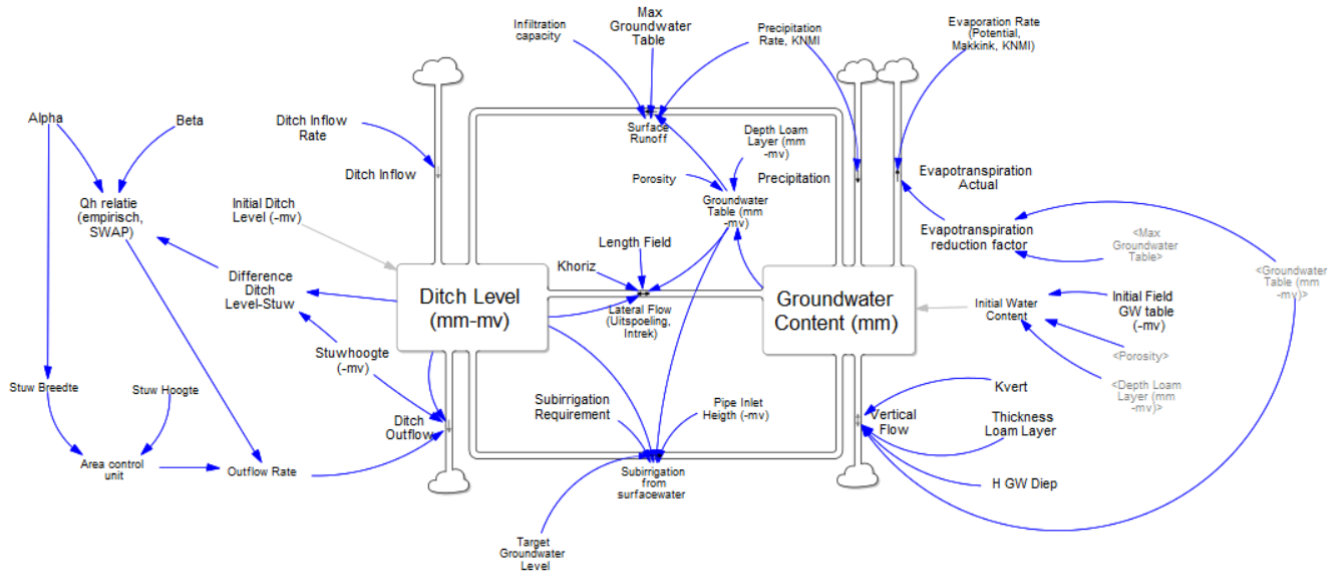 Infiltration
capacity
Max
Groundwater
Table
Precipitation
Rate, KNMI
Evaporation Rate
(Potential,
Makkink, KNMI)
Alpha
Beta
Ditch Inflow
Rate
Surface
Runoff
Depth Loam
Layer (mm
-mv)
Ditch Inflow
Porosity
Precipitation
Evapotranspiration
Actual
Qh relatie
(empirisch,
SWAP)
Initial Ditch
Level (-mv)
Groundwater
Table (mm
-mv)
Evapotranspiration
reduction factor
<Max
Groundwater
Table>
Length Field
Khoriz
Difference
Ditch
Level-Stuw
Ditch Level
(mm-mv)
Lateral Flow
(Uitspoeling,
Intrek)
Groundwater
Content (mm)
<Groundwater
Table (mm
-mv)>
Initial Water
Content
Initial Field
GW table
(-mv)
Stuwhoogte
(-mv)
<Porosity>
Stuw Breedte
Stuw Hoogte
Subirrigation
Requirement
Pipe Inlet
Heigth (-mv)
Kvert
<Depth Loam
Layer (mm
-mv)>
Ditch
Outflow
Vertical
Flow
Thickness
Loam Layer
Area control
unit
Outflow Rate
Subirrigation
from
surfacewater
H GW Diep
Target
Groundwater
Level